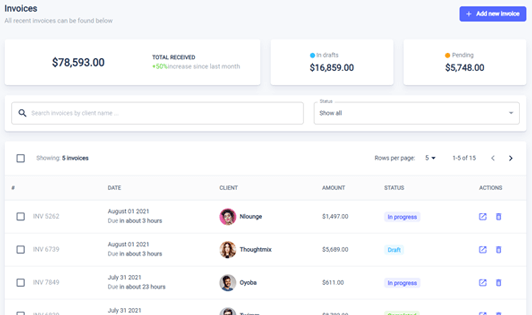 Invoices
All recent invoices can be found below
+ Add new invoice
$78,593.00
TOTAL RECEIVED
+50%increase since last month
In drafts
$16,859.00
Pending
$5,748.00
Search invoices by client name ...
Status
Show all
Showing: 5 invoices
Rows per page: 5
1-5 of 15
# DATE CLIENT AMOUNT STATUS ACTIONS
INV 5262 August 01 2021 Nlounge $1,497.00 In progress
Due in about 3 hours
INV 6739 August 01 2021 Thoughtmix $5,689.00 Draft
Due in about 3 hours
INV 7849 July 31 2021 Oyoba $611.00 In progress
Due in about 23 hours
July 31 2021